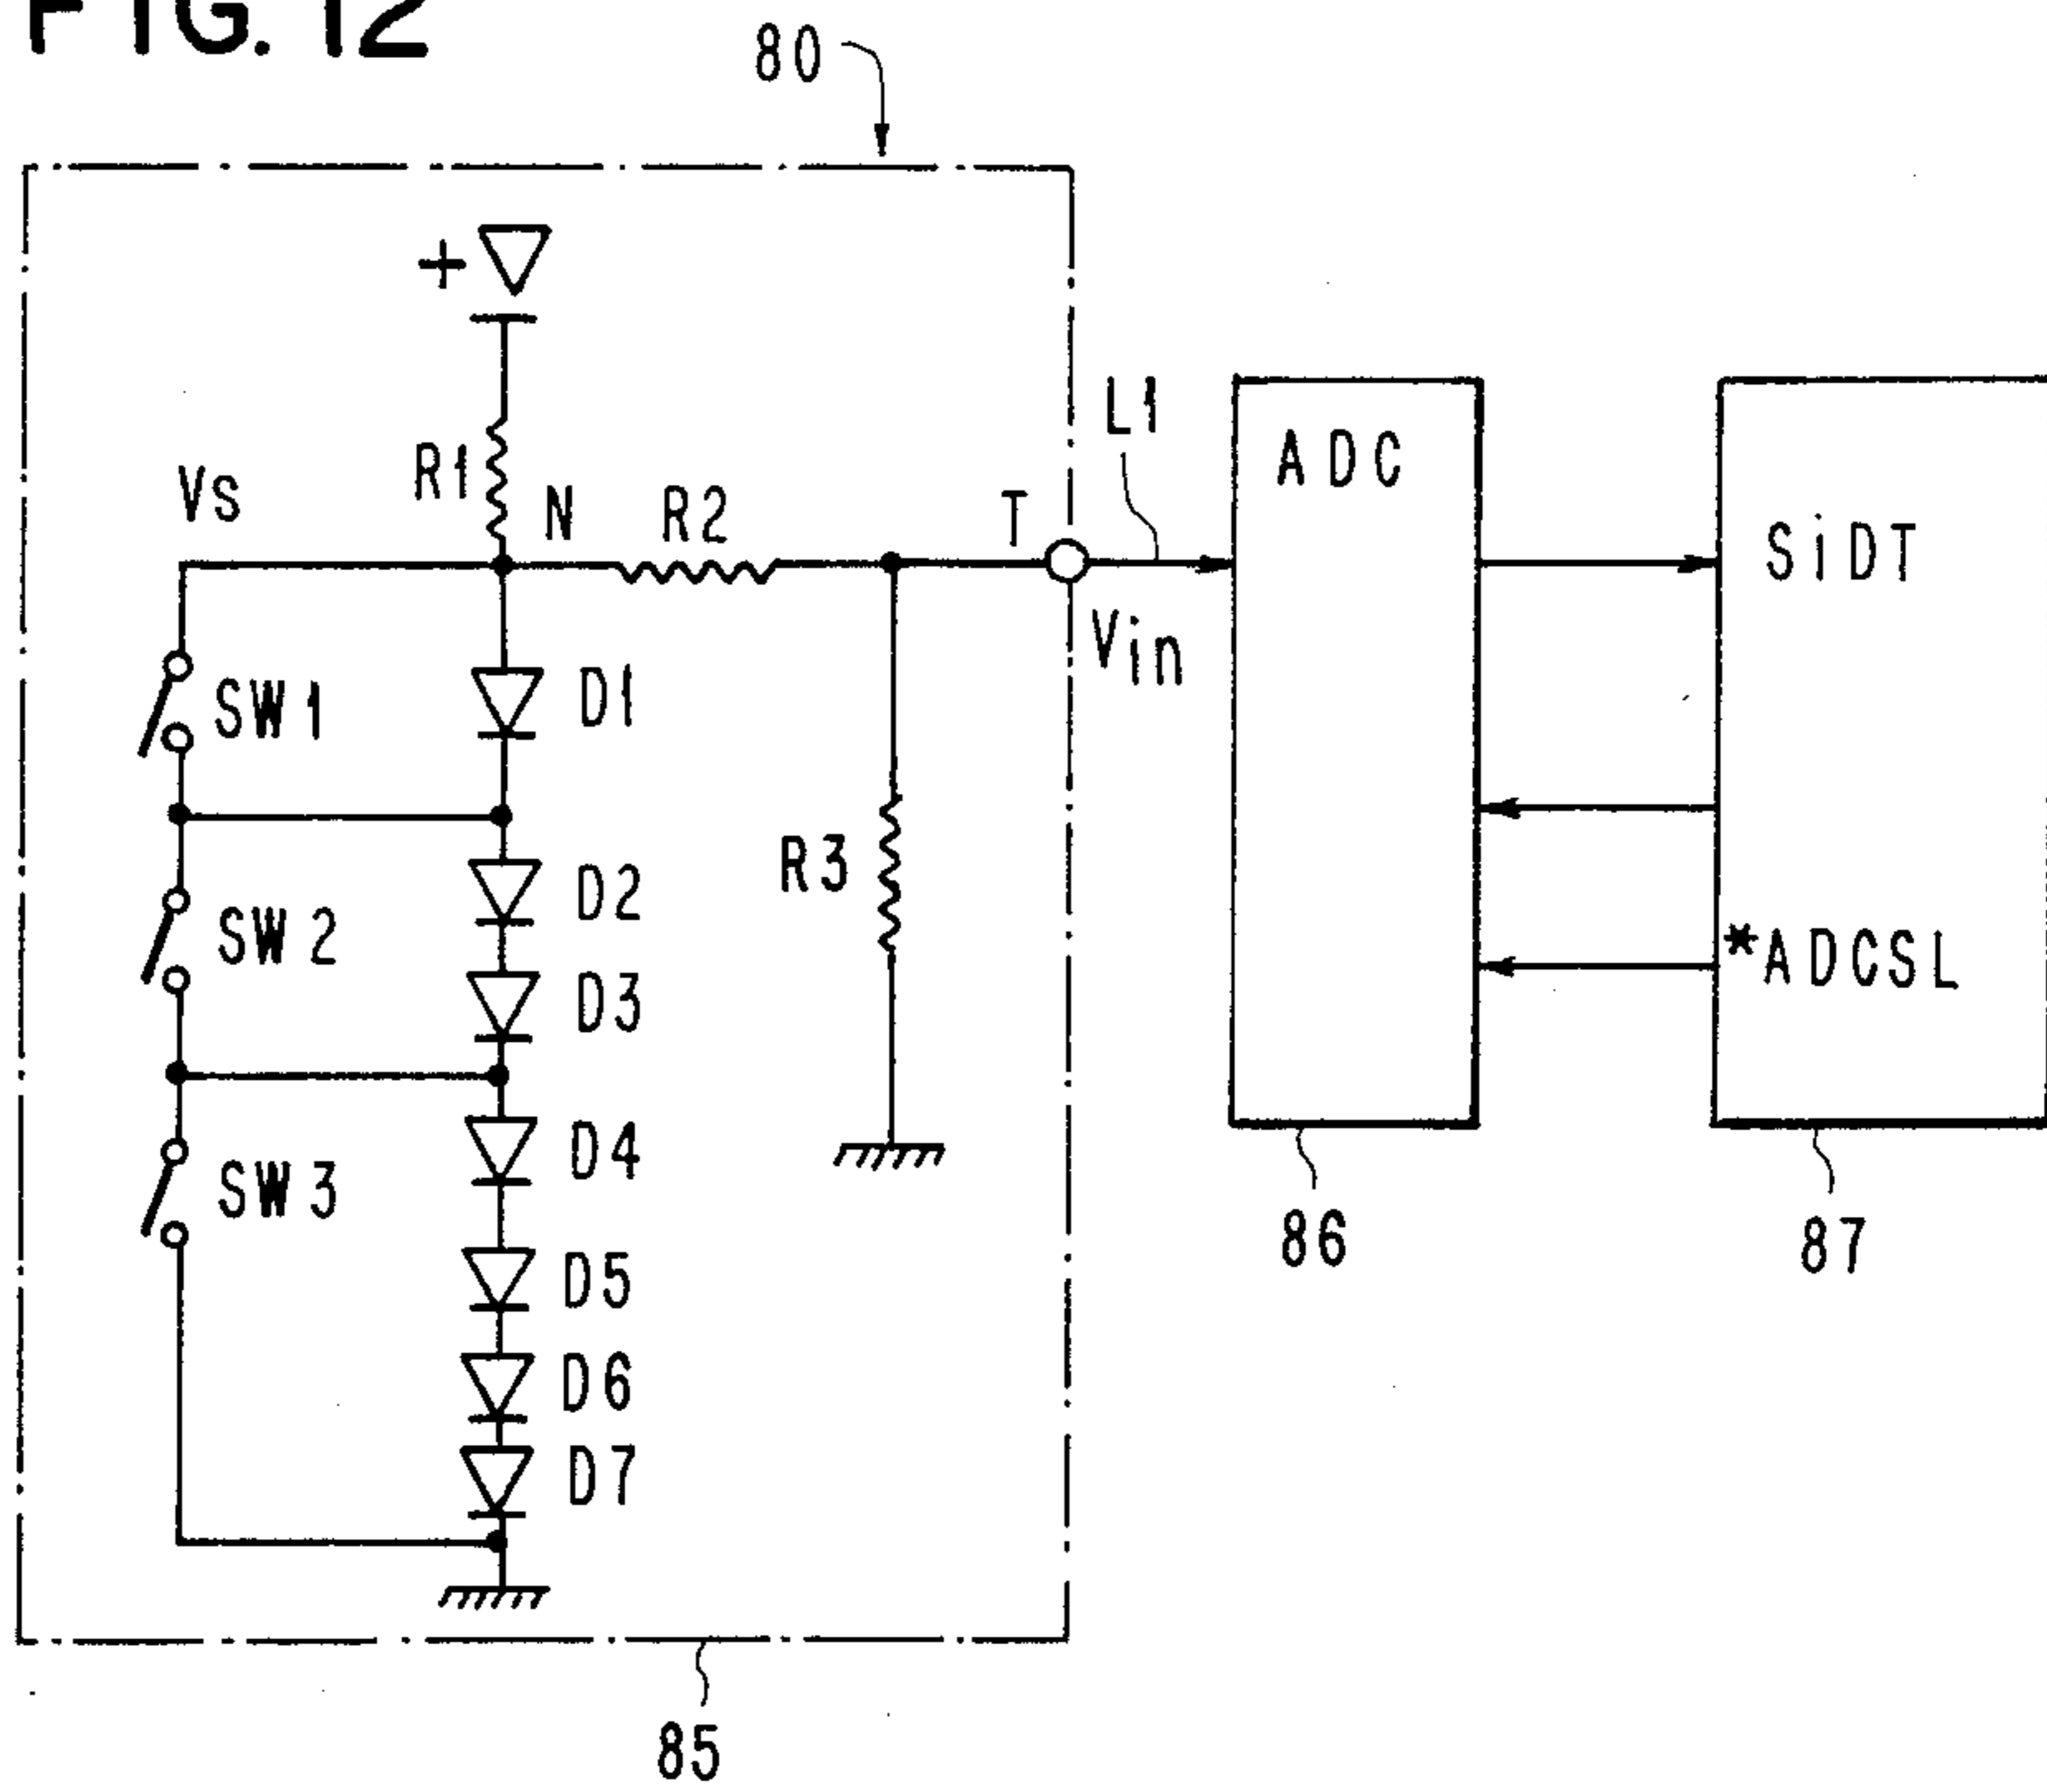 FIG. 12
80
+
R1
Vs
N
R2
T
L1
ADC
SiDT
Vin
SW1
D1
R3
D2
SW2
D3
*ADCSL
D4
SW3
86
87
D5
D6
D7
85